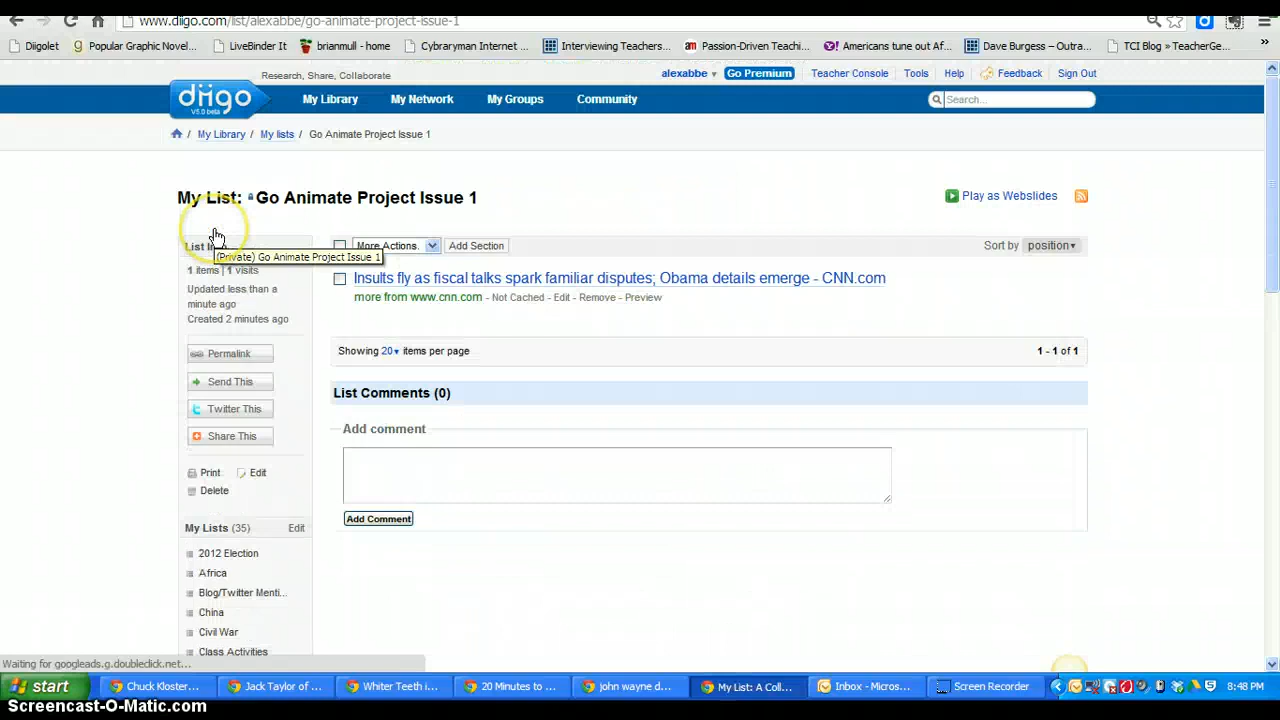 www.diigo.com/list/alexabbe/go-animate-project-issue-1
Diigolet Popular Graphic Novel... LiveBinder It brianmull - home Cybraryman Internet ... Interviewing Teachers... Passion-Driven Teachi... Americans tune out Af... Dave Burgess – Outra... TCI Blog » TeacherGe... »
Research, Share, Collaborate
alexabbe Go Premium Teacher Console Tools Help Feedback Sign Out
diigo
V5.0 beta
My Library My Network My Groups Community Search...
/ My Library / My lists / Go Animate Project Issue 1
My List: Go Animate Project Issue 1
Play as Webslides
List In
More Actions. Add Section
Sort by position
(Private) Go Animate Project Issue 1
1 items | 1 visits
Updated less than a
minute ago
Created 2 minutes ago
Insults fly as fiscal talks spark familiar disputes; Obama details emerge - CNN.com
more from www.cnn.com - Not Cached - Edit - Remove - Preview
Showing 20 items per page
1 - 1 of 1
Permalink
Send This
Twitter This
Share This
List Comments (0)
Add comment
Add Comment
Print Edit
Delete
My Lists (35) Edit
2012 Election
Africa
Blog/Twitter Menti...
China
Civil War
Class Activities
Waiting for googleads.g.doubleclick.net...
start Chuck Kloster... Jack Taylor of ... Whiter Teeth i... 20 Minutes to ... john wayne d... My List: A Coll... Inbox - Micros... Screen Recorder 8:48 PM
Screencast-O-Matic.com